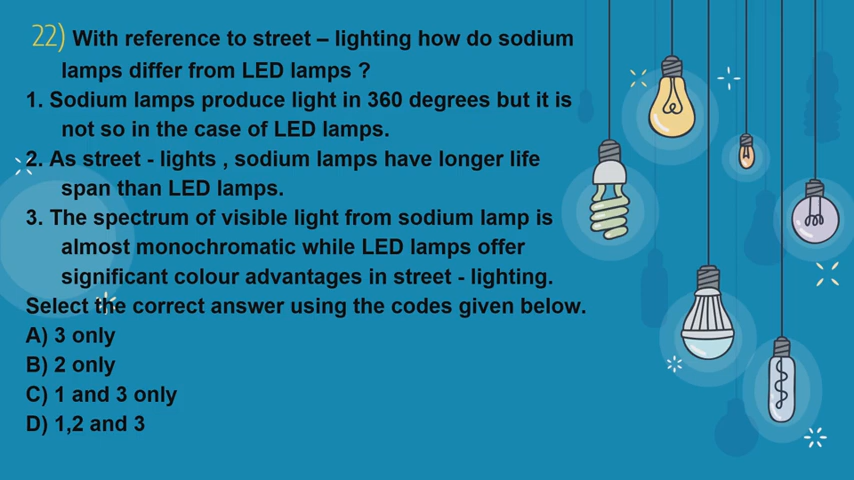 22) With reference to street – lighting how do sodium
lamps differ from LED lamps ?
1. Sodium lamps produce light in 360 degrees but it is
not so in the case of LED lamps.
2. As street - lights , sodium lamps have longer life
span than LED lamps.
3. The spectrum of visible light from sodium lamp is
almost monochromatic while LED lamps offer
significant colour advantages in street - lighting.
Select the correct answer using the codes given below.
A) 3 only
B) 2 only
C) 1 and 3 only
D) 1,2 and 3